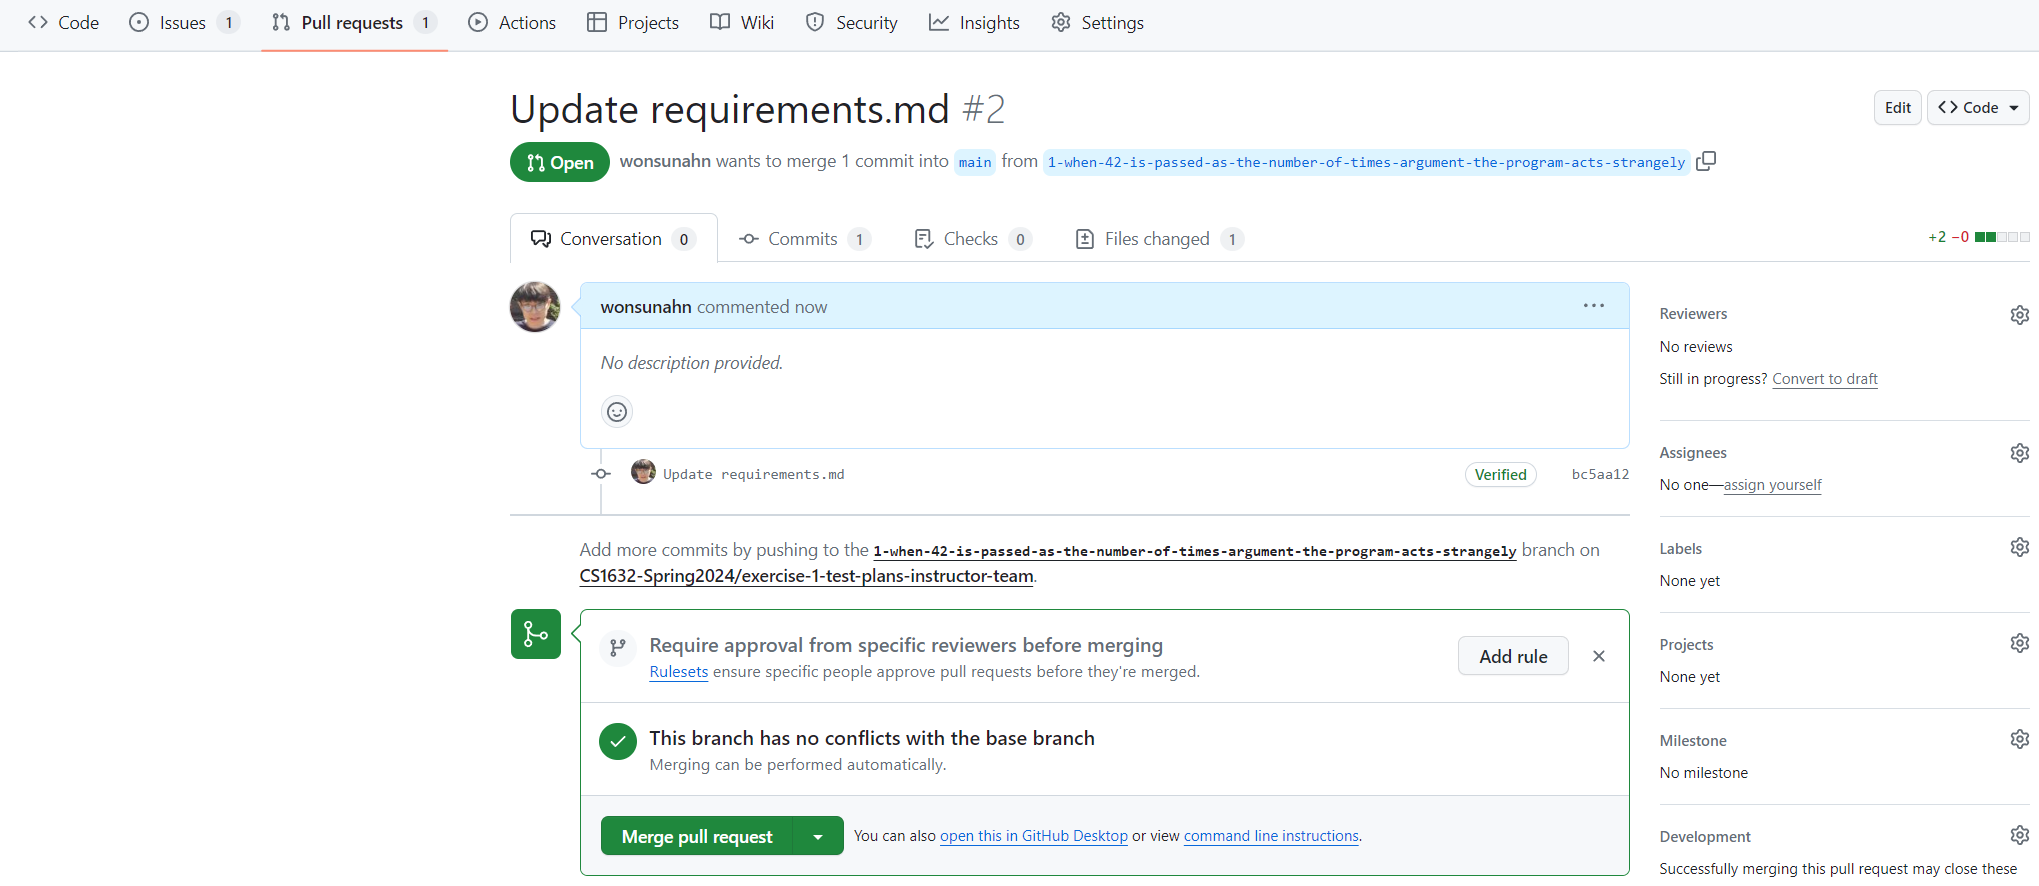 Code Issues 1 Pull requests 1 Actions Projects Wiki Security Insights Settings
Update requirements.md #2
Edit Code
Open wonsunahn wants to merge 1 commit into main from 1-when-42-is-passed-as-the-number-of-times-argument-the-program-acts-strangely
Conversation 0 Commits 1 Checks 0 Files changed 1
+2 −0
wonsunahn commented now
No description provided.
Update requirements.md Verified bc5aa12
Add more commits by pushing to the 1-when-42-is-passed-as-the-number-of-times-argument-the-program-acts-strangely branch on
CS1632-Spring2024/exercise-1-test-plans-instructor-team.
Require approval from specific reviewers before merging
Rulesets ensure specific people approve pull requests before they're merged.
Add rule
This branch has no conflicts with the base branch
Merging can be performed automatically.
Merge pull request You can also open this in GitHub Desktop or view command line instructions.
Reviewers
No reviews
Still in progress? Convert to draft
Assignees
No one—assign yourself
Labels
None yet
Projects
None yet
Milestone
No milestone
Development
Successfully merging this pull request may close these